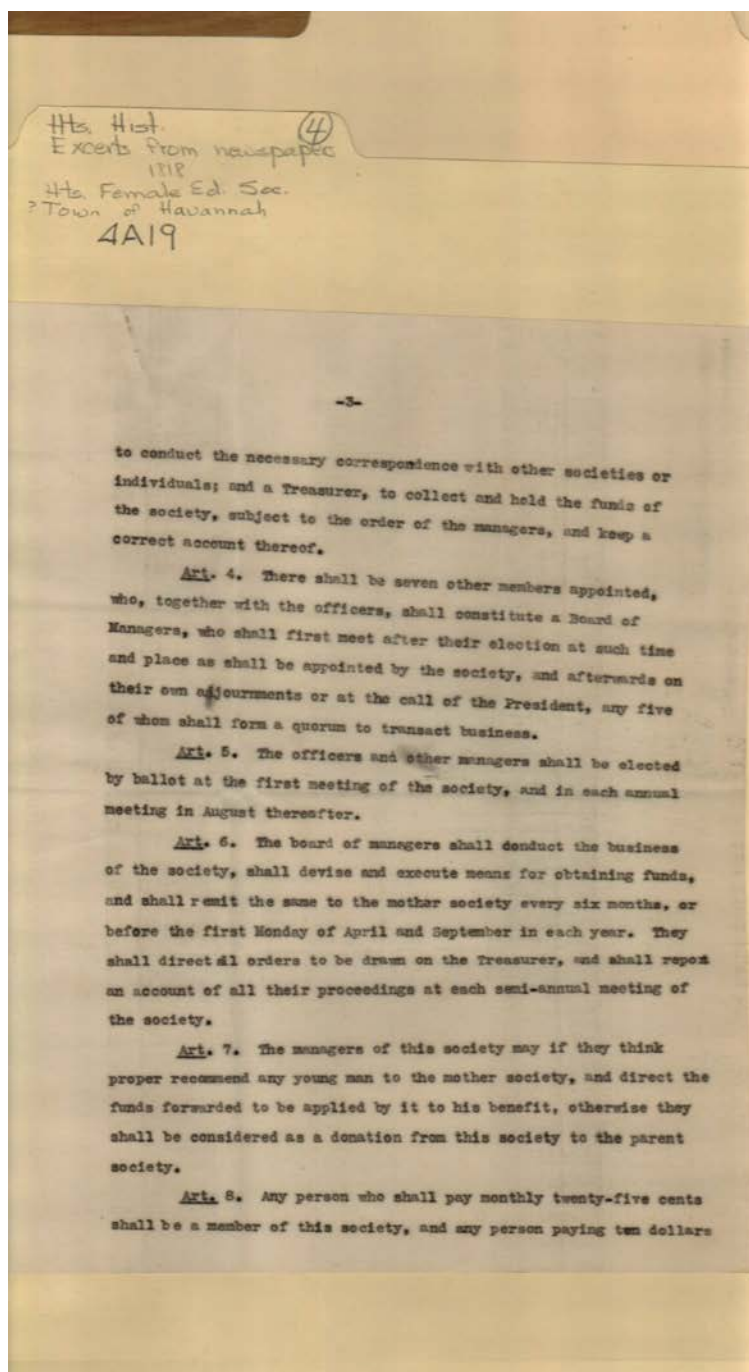 Hts. Hist. (4)
Excerts from newspaper
1818
Hts. Female Ed. Soc.
? Town of Havannah
4A19
-3-
to conduct the necessary correspondence with other societies or
individuals; and a Treasurer, to collect and hold the funds of
the society, subject to the order of the managers, and keep a
correct account thereof.
Art. 4. There shall be seven other members appointed,
who, together with the officers, shall constitute a Board of
Managers, who shall first meet after their election at such time
and place as shall be appointed by the society, and afterwards on
their own adjournments or at the call of the President, any five
of whom shall form a quorum to transact business.
Art. 5. The officers and other managers shall be elected
by ballot at the first meeting of the society, and in each annual
meeting in August thereafter.
Art. 6. The board of managers shall donduct the business
of the society, shall devise and execute means for obtaining funds,
and shall remit the same to the mother society every six months, or
before the first Monday of April and September in each year. They
shall direct all orders to be drawn on the Treasurer, and shall report
an account of all their proceedings at each semi-annual meeting of
the society.
Art. 7. The managers of this society may if they think
proper recommend any young man to the mother society, and direct the
funds forwarded to be applied by it to his benefit, otherwise they
shall be considered as a donation from this society to the parent
society.
Art. 8. Any person who shall pay monthly twenty-five cents
shall be a member of this society, and any person paying ten dollars